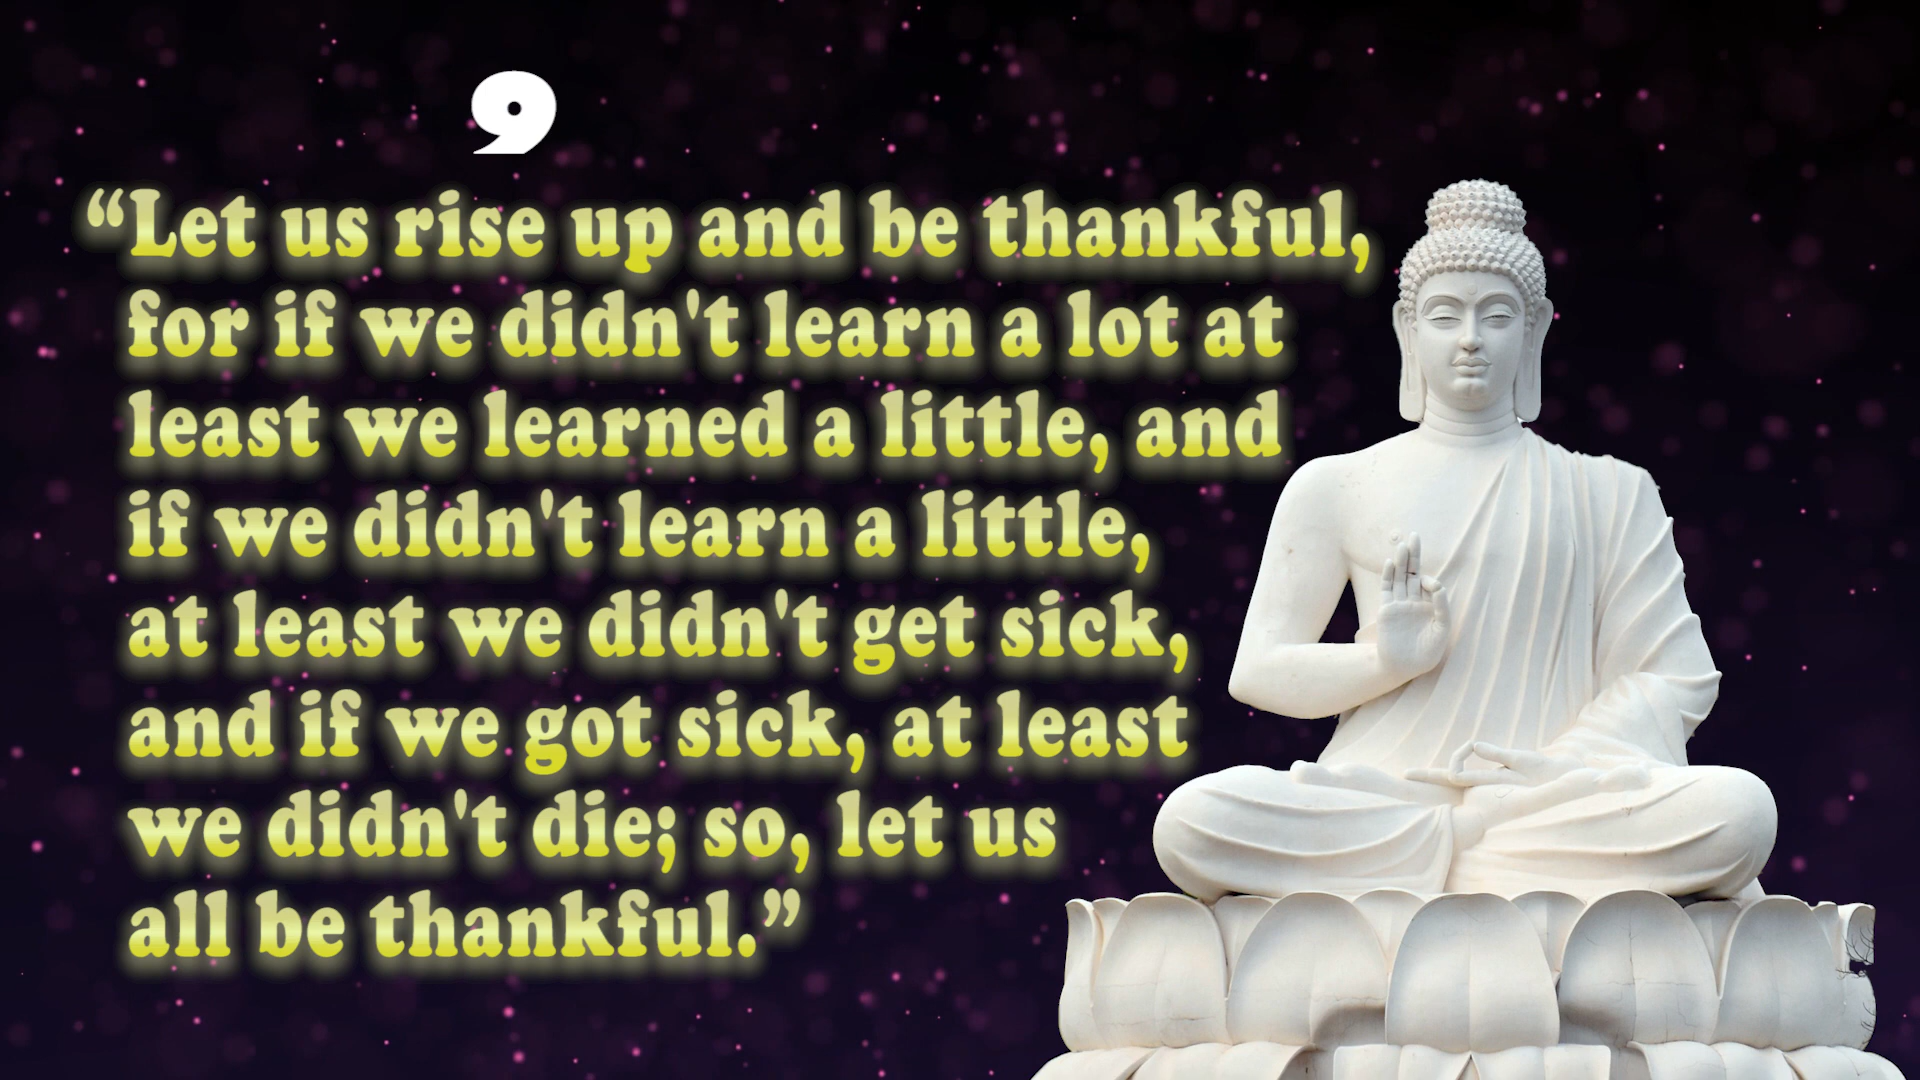 9
“Let us rise up and be thankful,
for if we didn't learn a lot at
least we learned a little, and
if we didn't learn a little,
at least we didn't get sick,
and if we got sick, at least
we didn't die; so, let us
all be thankful.”